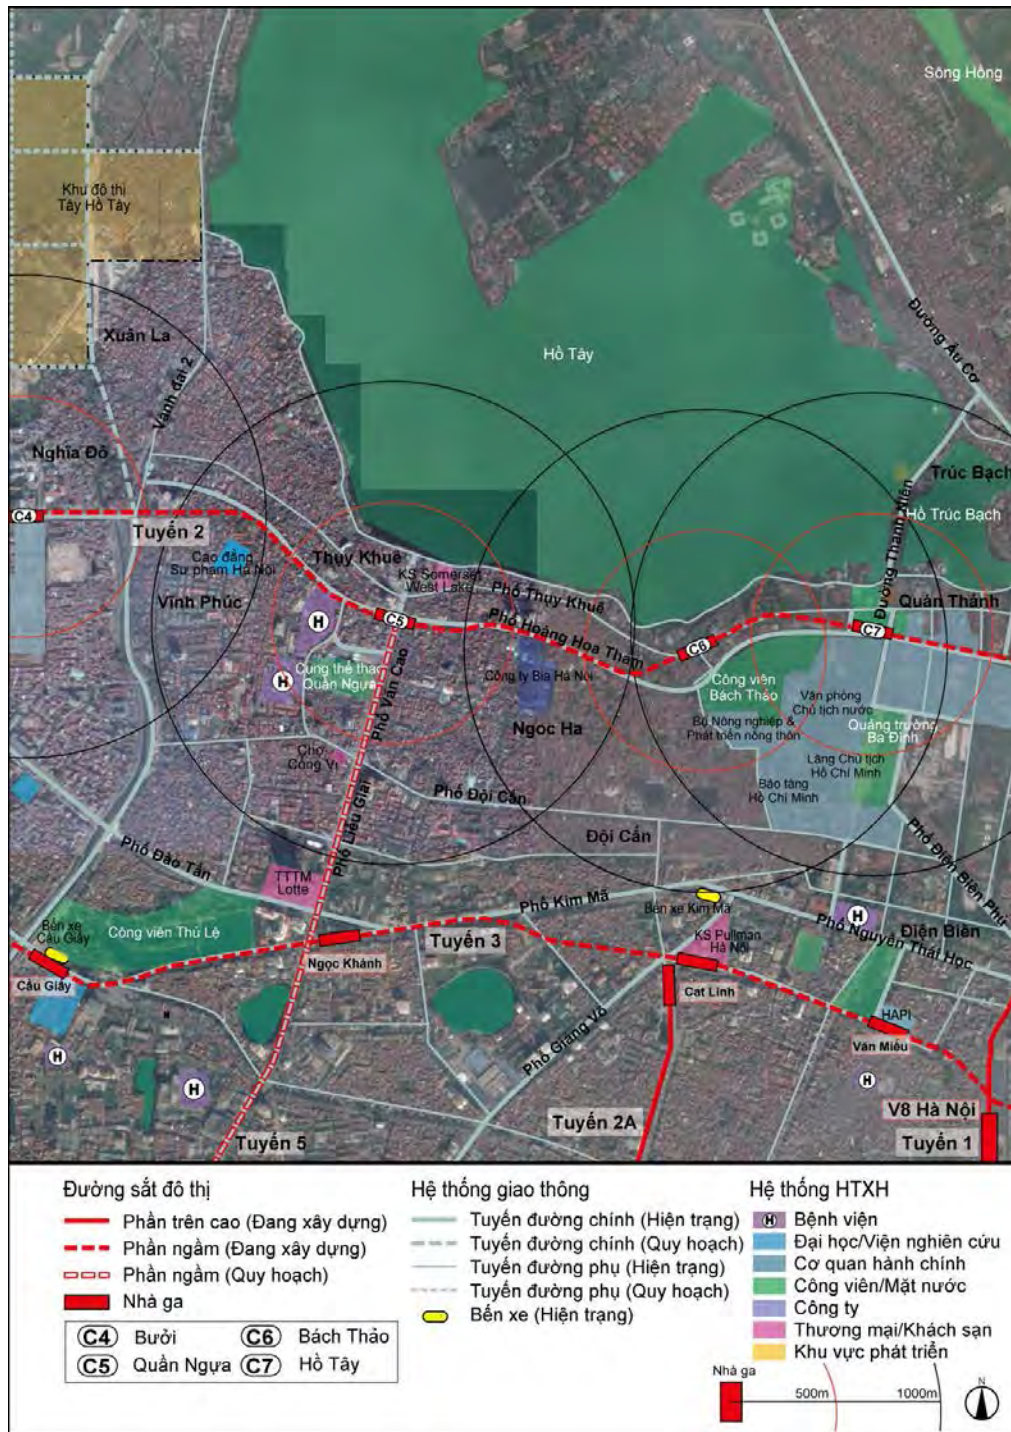 Sông Hồng
Khu đô thị
Tây Hồ Tây
Đường Âu Cơ
Xuân La
Hồ Tây
Vành đai 2
Nghĩa Đô
Trúc Bạch
C4
Hồ Trúc Bạch
Tuyến 2
Đường Thanh Niên
Cao đẳng
Sư phạm Hà Nội
Thụy Khuê
KS Somerset
West Lake
Phố Thụy Khuê
Vĩnh Phúc
Quán Thánh
H
C5
Phố Hoàng Hoa Thám
C6
C7
H
Cung thể thao
Quần Ngựa
Phố Văn Cao
Công ty Bia Hà Nội
Công viên
Bách Thảo
Văn phòng
Chủ tịch nước
Ngọc Hà
Bộ Nông nghiệp &
Phát triển nông thôn
Quảng trường
Ba Đình
Chợ
Cống Vị
Lăng Chủ tịch
Hồ Chí Minh
Bảo tàng
Hồ Chí Minh
Phố Đội Cấn
Phố Liễu Giai
Đội Cấn
Phố Điện Biên Phủ
Phố Đào Tấn
TTTM
Lotte
Phố Kim Mã
Bến xe Kim Mã
H
Phố Nguyễn Thái Học
Điện Biên
Bến xe
Cầu Giấy
Công viên Thủ Lệ
Tuyến 3
KS Pullman
Hà Nội
Ngọc Khánh
Cầu Giấy
Cát Linh
H
HAPI
Phố Giảng Võ
Văn Miếu
H
H
H
V8 Hà Nội
Tuyến 5
Tuyến 2A
Tuyến 1
Đường sắt đô thị
Phần trên cao (Đang xây dựng)
Phần ngầm (Đang xây dựng)
Phần ngầm (Quy hoạch)
Nhà ga
C4 Bưởi
C6 Bách Thảo
C5 Quần Ngựa
C7 Hồ Tây
Hệ thống giao thông
Tuyến đường chính (Hiện trạng)
Tuyến đường chính (Quy hoạch)
Tuyến đường phụ (Hiện trạng)
Tuyến đường phụ (Quy hoạch)
Bến xe (Hiện trạng)
Hệ thống HTXH
H Bệnh viện
Đại học/Viện nghiên cứu
Cơ quan hành chính
Công viên/Mặt nước
Công ty
Thương mại/Khách sạn
Khu vực phát triển
Nhà ga
500m
1000m
N